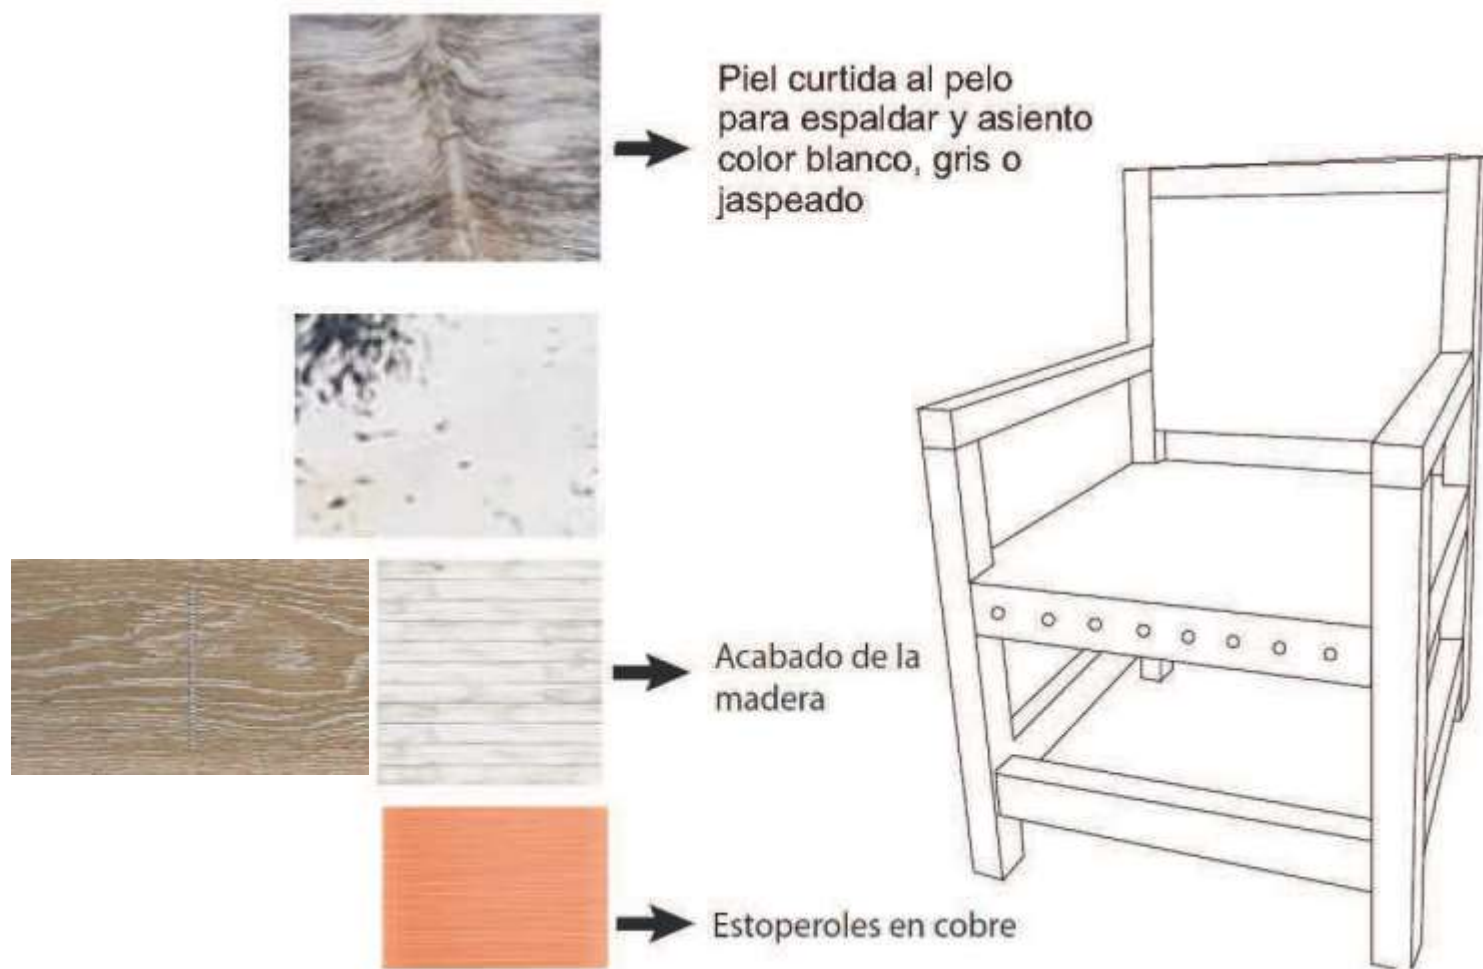 Piel curtida al pelo
para espaldar y asiento
color blanco, gris o
jaspeado
Acabado de la
madera
Estoperoles en cobre